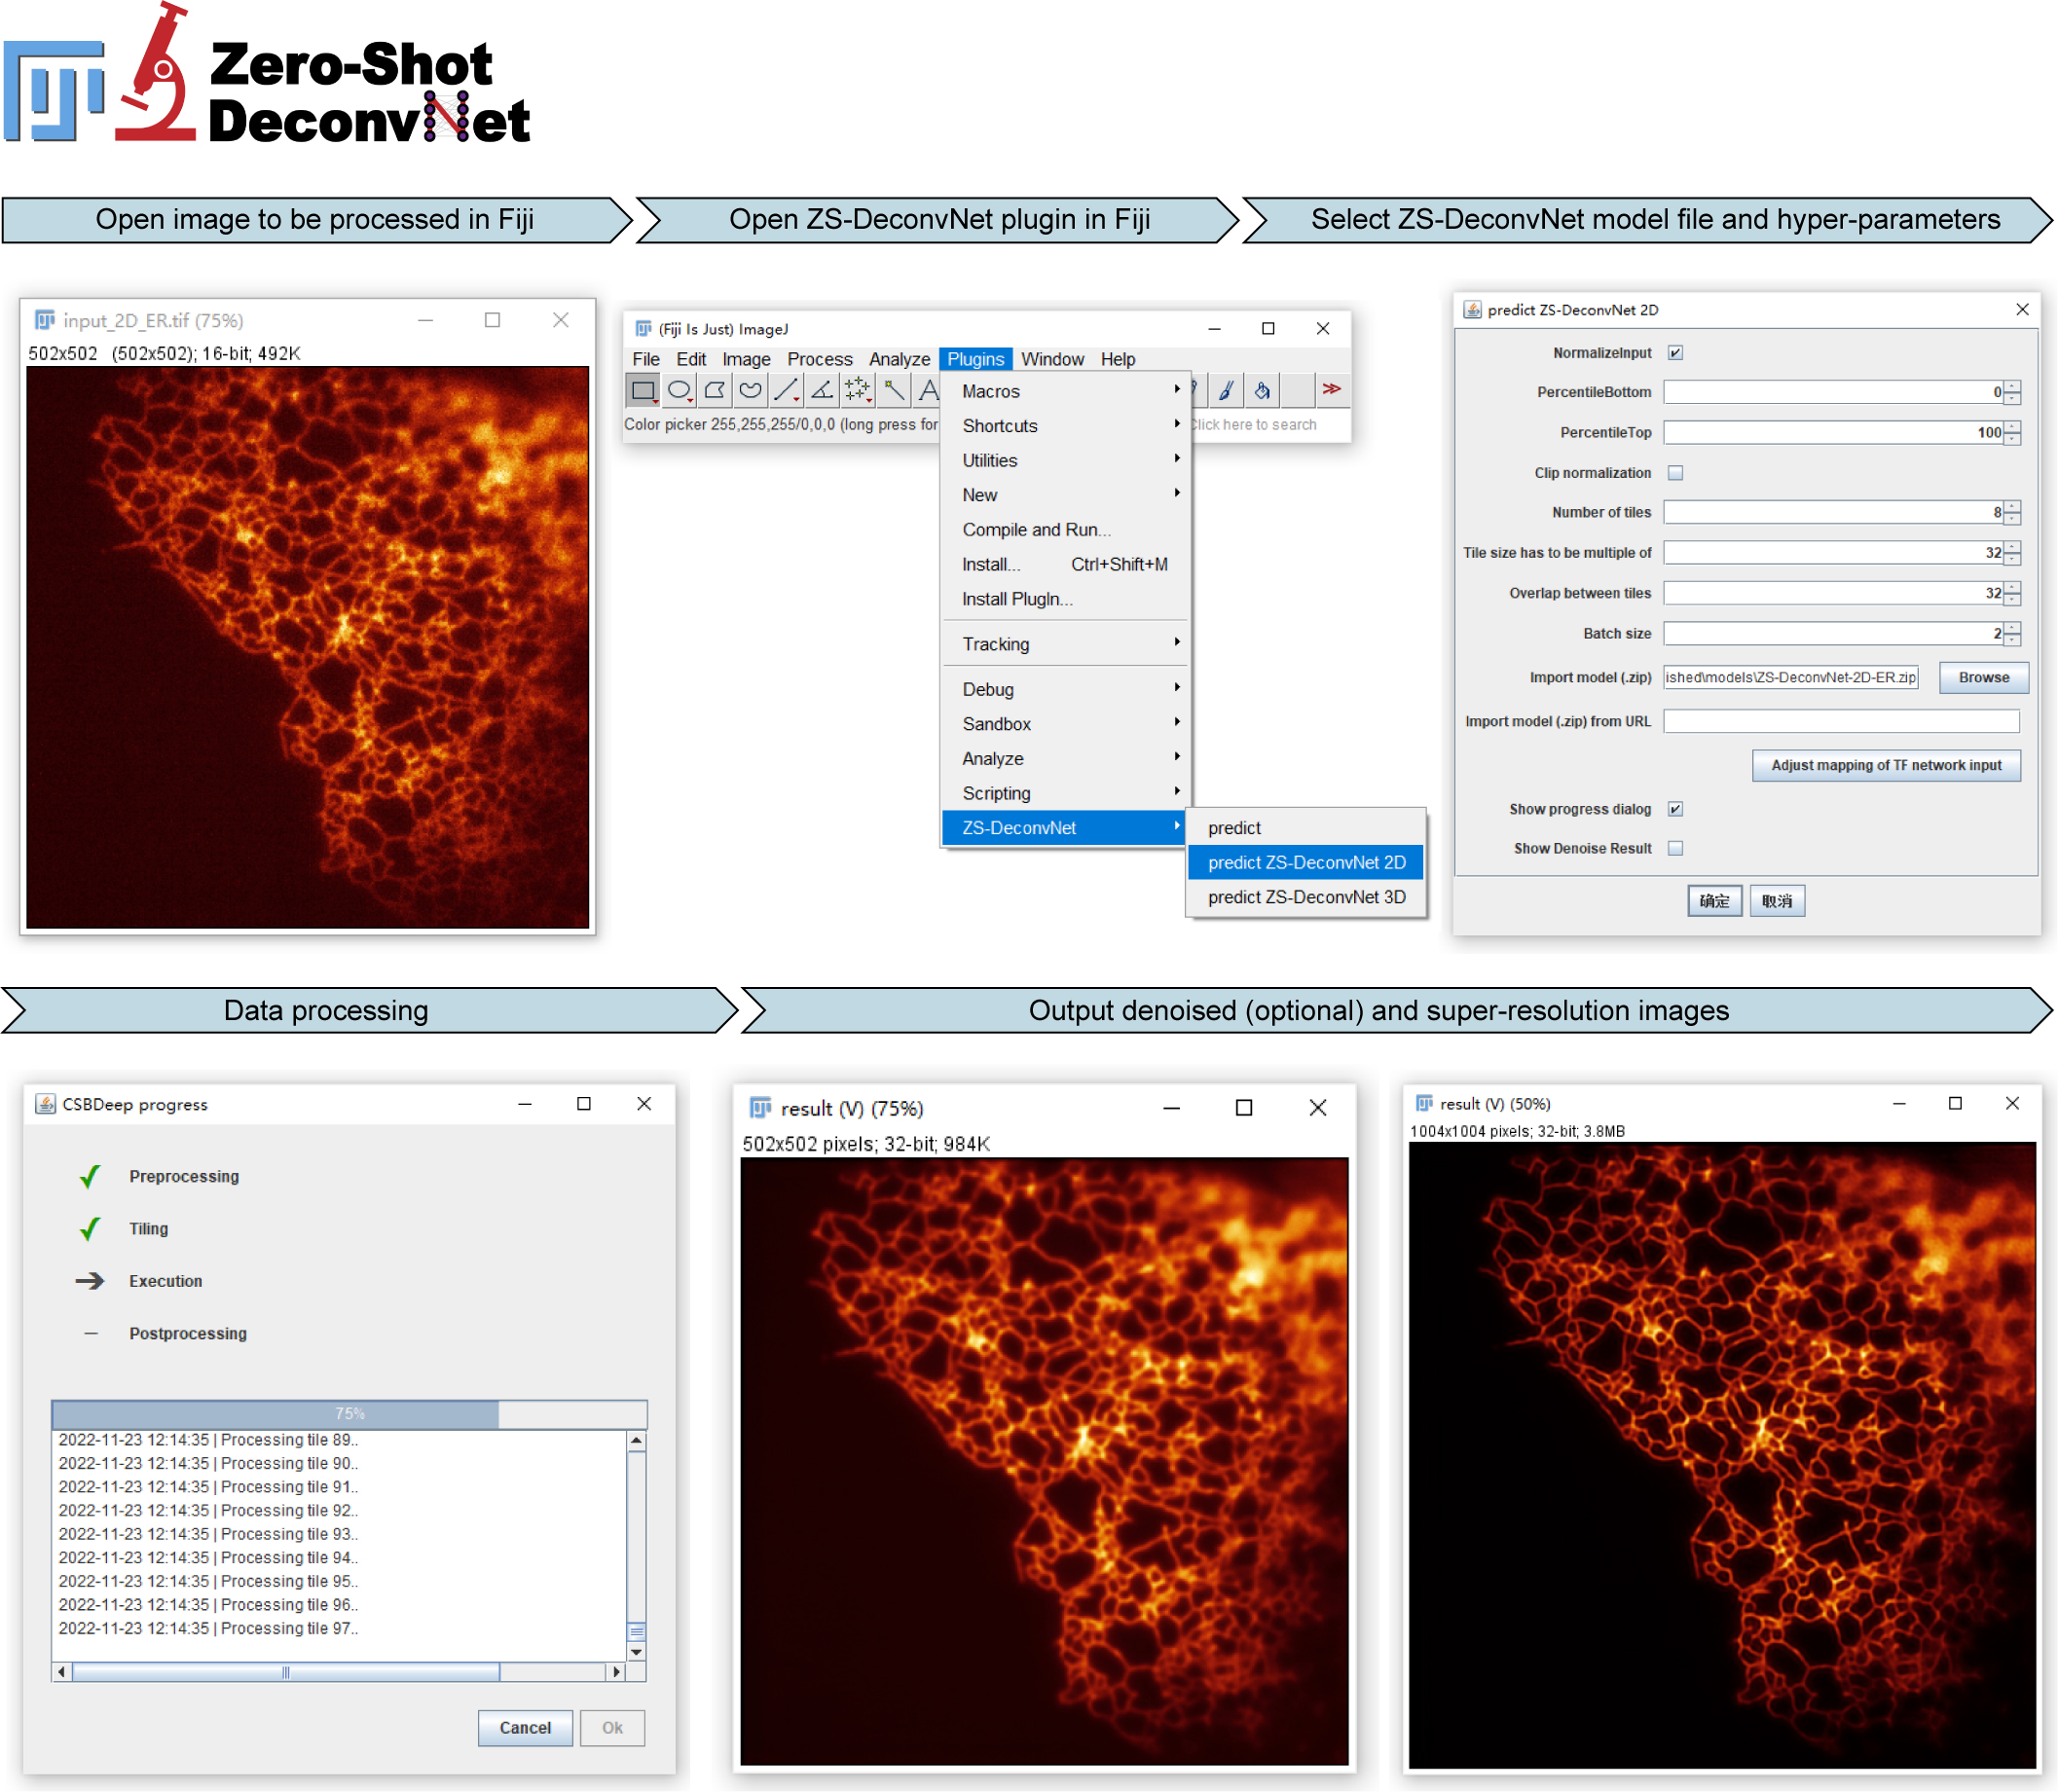 Zero-Shot
DeconvNet
Open image to be processed in Fiji
Open ZS-DeconvNet plugin in Fiji
Select ZS-DeconvNet model file and hyper-parameters
input_2D_ER.tif (75%)
502x502 (502x502); 16-bit; 492K
(Fiji Is Just) ImageJ
File Edit Image Process Analyze Plugins Window Help
Color picker 255,255,255/0,0,0 (long press for
Click here to search
Macros
Shortcuts
Utilities
New
Compile and Run...
Install... Ctrl+Shift+M
Install PlugIn...
Tracking
Debug
Sandbox
Analyze
Scripting
ZS-DeconvNet
predict
predict ZS-DeconvNet 2D
predict ZS-DeconvNet 3D
predict ZS-DeconvNet 2D
NormalizeInput
PercentileBottom 0
PercentileTop 100
Clip normalization
Number of tiles 8
Tile size has to be multiple of 32
Overlap between tiles 32
Batch size 2
Import model (.zip) ished\models\ZS-DeconvNet-2D-ER.zip Browse
Import model (.zip) from URL
Adjust mapping of TF network input
Show progress dialog
Show Denoise Result
确定 取消
Data processing
Output denoised (optional) and super-resolution images
CSBDeep progress
Preprocessing
Tiling
Execution
Postprocessing
75%
2022-11-23 12:14:35 | Processing tile 89..
2022-11-23 12:14:35 | Processing tile 90..
2022-11-23 12:14:35 | Processing tile 91..
2022-11-23 12:14:35 | Processing tile 92..
2022-11-23 12:14:35 | Processing tile 93..
2022-11-23 12:14:35 | Processing tile 94..
2022-11-23 12:14:35 | Processing tile 95..
2022-11-23 12:14:35 | Processing tile 96..
2022-11-23 12:14:35 | Processing tile 97..
Cancel Ok
result (V) (75%)
502x502 pixels; 32-bit; 984K
result (V) (50%)
1004x1004 pixels; 32-bit; 3.8MB